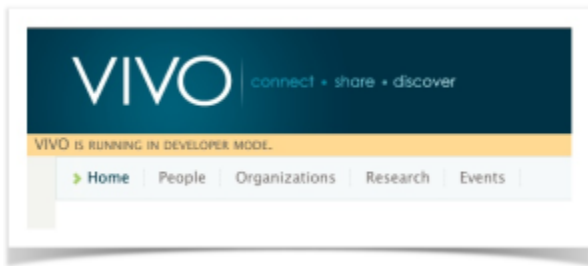 VIVO connect • share • discover
VIVO IS RUNNING IN DEVELOPER MODE.
Home People Organizations Research Events